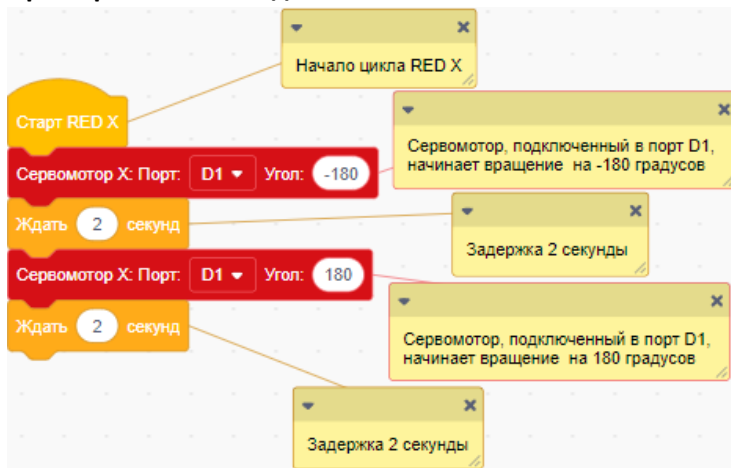 Начало цикла RED X
Старт RED X
Сервомотор, подключенный в порт D1,
начинает вращение на -180 градусов
Сервомотор X: Порт: D1 Угол: -180
Ждать 2 секунд
Задержка 2 секунды
Сервомотор X: Порт: D1 Угол: 180
Ждать 2 секунд
Сервомотор, подключенный в порт D1,
начинает вращение на 180 градусов
Задержка 2 секунды